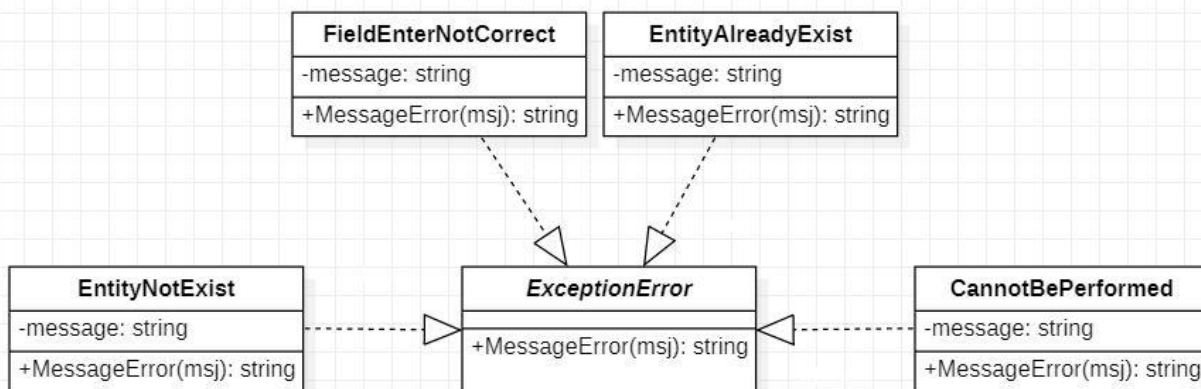 FieldEnterNotCorrect
-message: string
+MessageError(msj): string
EntityAlreadyExist
-message: string
+MessageError(msj): string
EntityNotExist
-message: string
+MessageError(msj): string
ExceptionError
+MessageError(msj): string
CannotBePerformed
-message: string
+MessageError(msj): string